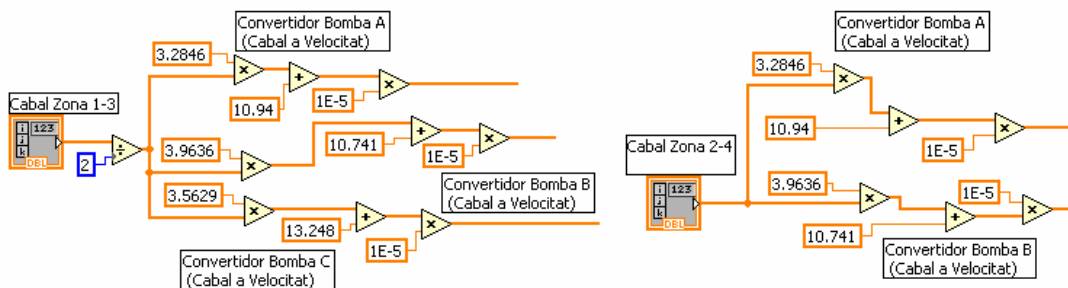 Convertidor Bomba A
(Cabal a Velocitat)
3.2846
10.94
1E-5
Cabal Zona 1-3
i
j
k
123
DBL
2
3.9636
10.741
1E-5
Convertidor Bomba B
(Cabal a Velocitat)
3.5629
13.248
1E-5
Convertidor Bomba C
(Cabal a Velocitat)
Convertidor Bomba A
(Cabal a Velocitat)
3.2846
10.94
1E-5
Cabal Zona 2-4
i
j
k
123
DBL
3.9636
1E-5
10.741
Convertidor Bomba B
(Cabal a Velocitat)